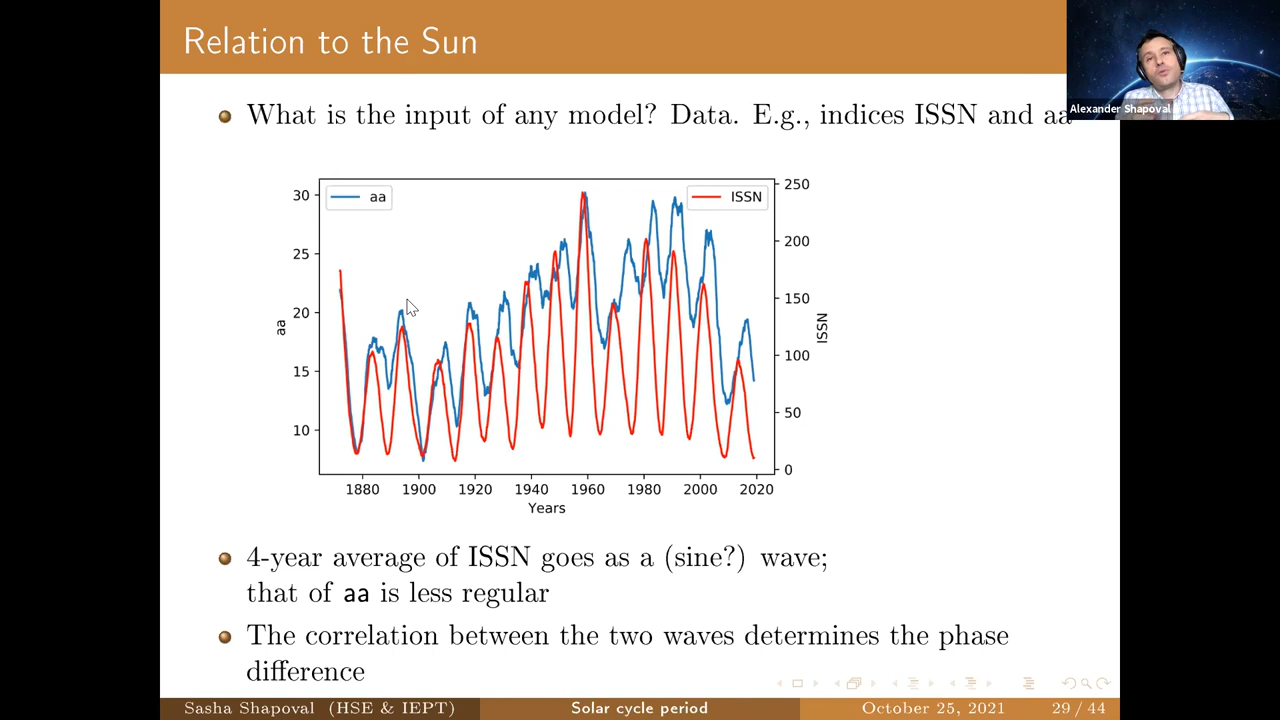 Relation to the Sun
Alexander Shapoval
What is the input of any model? Data. E.g., indices ISSN and aa
aa
ISSN
30
25
20
15
10
aa
250
200
150
100
50
0
ISSN
1880 1900 1920 1940 1960 1980 2000 2020
Years
4-year average of ISSN goes as a (sine?) wave;
that of aa is less regular
The correlation between the two waves determines the phase
difference
Sasha Shapoval (HSE & IEPT) Solar cycle period October 25, 2021 29 / 44